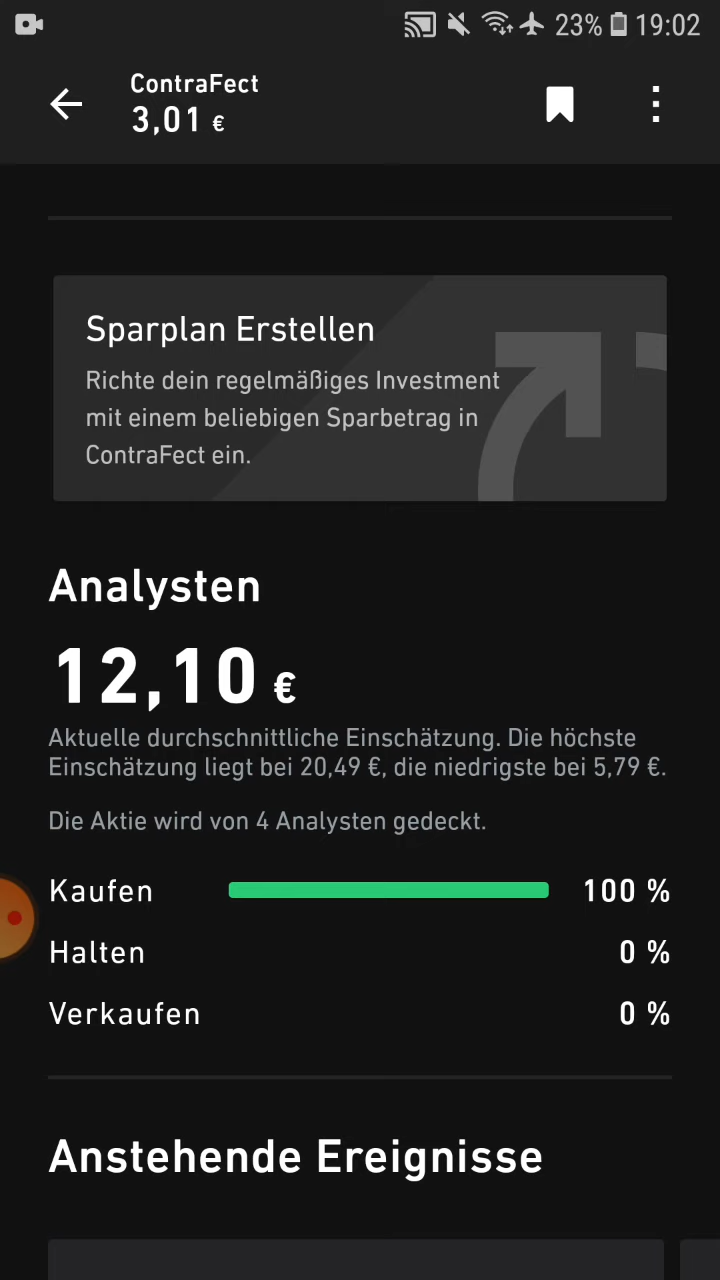 23% 19:02
ContraFect
3,01 €
Sparplan Erstellen
Richte dein regelmäßiges Investment
mit einem beliebigen Sparbetrag in
ContraFect ein.
Analysten
12,10 €
Aktuelle durchschnittliche Einschätzung. Die höchste
Einschätzung liegt bei 20,49 €, die niedrigste bei 5,79 €.
Die Aktie wird von 4 Analysten gedeckt.
Kaufen 100 %
Halten 0 %
Verkaufen 0 %
Anstehende Ereignisse